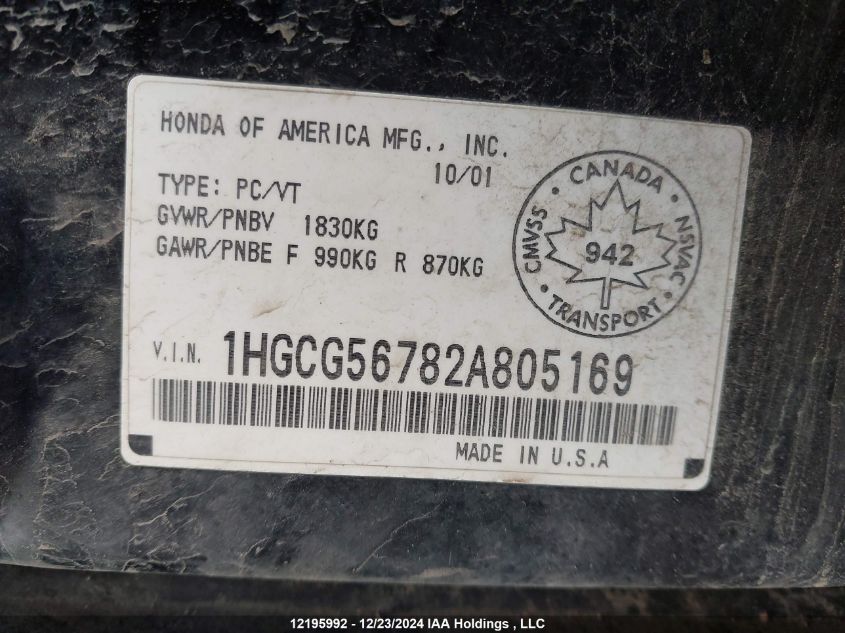 HONDA OF AMERICA MFG., INC.
10/01
TYPE: PC/VT
GVWR/PNBV 1830KG
GAWR/PNBE F 990KG R 870KG
CANADA
CMVSS
NSVAC
942
TRANSPORT
V.I.N. 1HGCG56782A805169
MADE IN U.S.A
12195992 - 12/23/2024 IAA Holdings , LLC